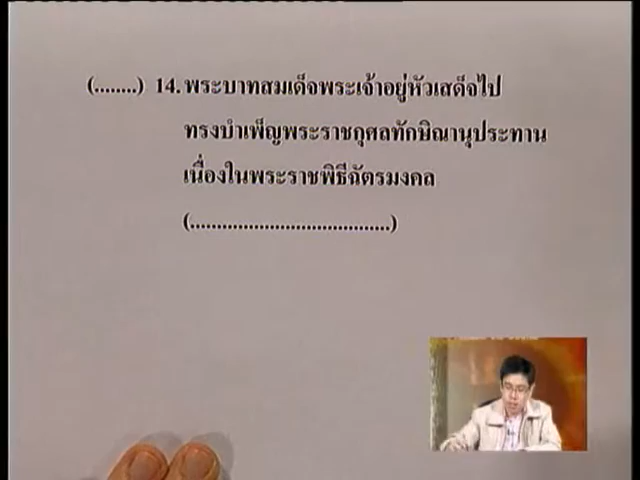 (........) 14. พระบาทสมเด็จพระเจ้าอยู่หัวเสด็จไป
ทรงบำเพ็ญพระราชกุศลทักษิณานุประทาน
เนื่องในพระราชพิธีฉัตรมงคล
(......................................)